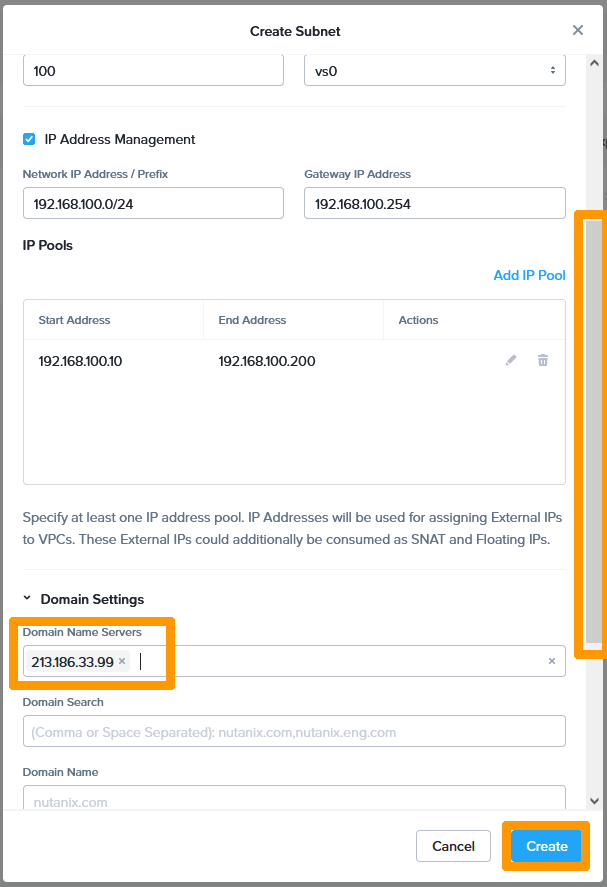 Create Subnet
100
vs0
IP Address Management
Network IP Address / Prefix
Gateway IP Address
192.168.100.0/24
192.168.100.254
IP Pools
Add IP Pool
Start Address
End Address
Actions
192.168.100.10
192.168.100.200
Specify at least one IP address pool. IP Addresses will be used for assigning External IPs
to VPCs. These External IPs could additionally be consumed as SNAT and Floating IPs.
Domain Settings
Domain Name Servers
213.186.33.99
Domain Search
(Comma or Space Separated): nutanix.com,nutanix.eng.com
Domain Name
nutanix.com
Cancel
Create